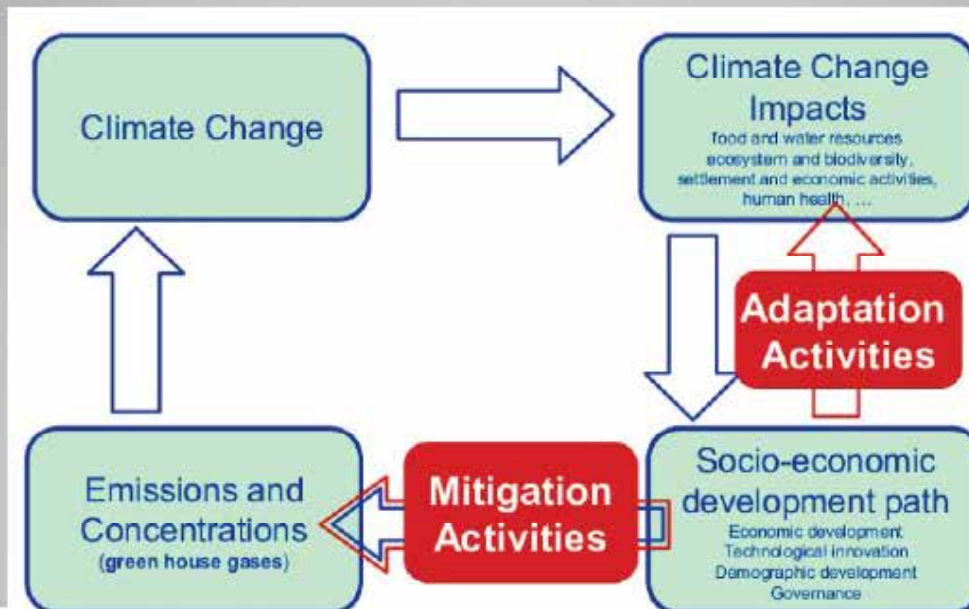 Climate Change
Climate Change
Impacts
food and water resources
ecosystem and biodiversity,
settlement and economic activities,
human health, ...
Adaptation
Activities
Emissions and
Concentrations
(green house gases)
Mitigation
Activities
Socio-economic
development path
Economic development
Technological innovation
Demographic development
Governance